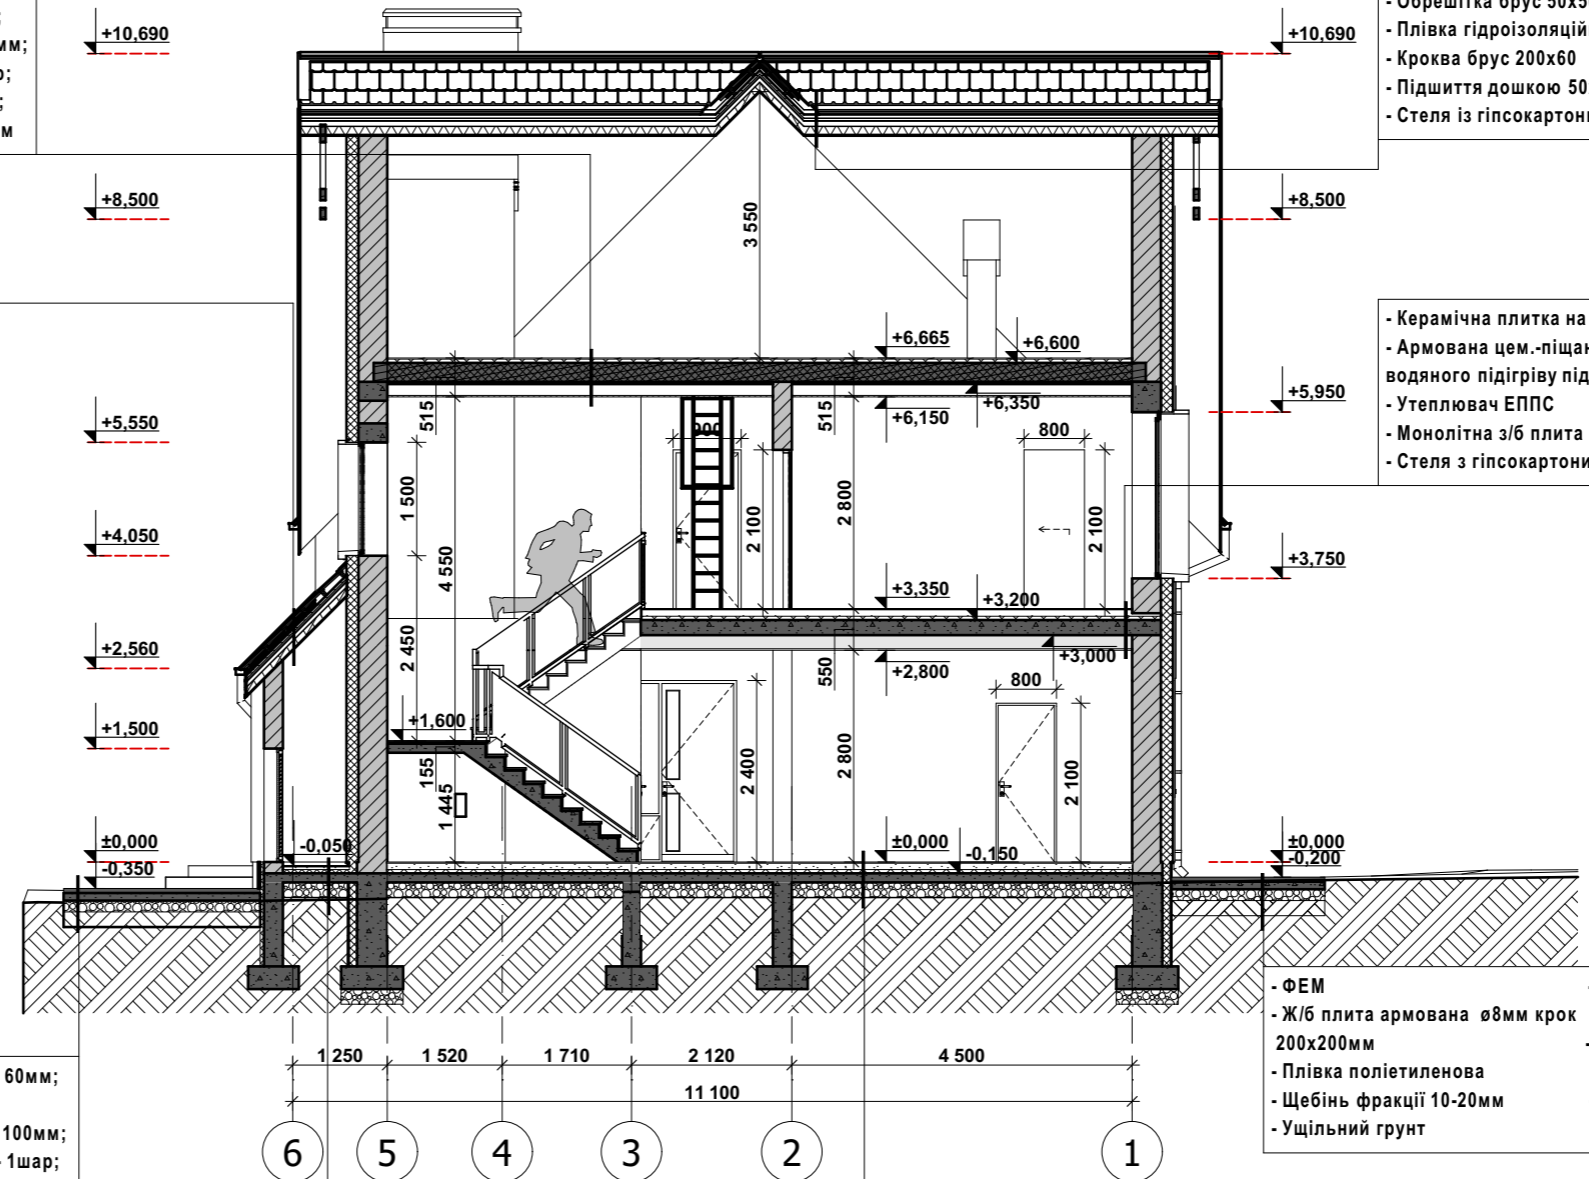 мм;
р;
;
м
+10,690
+8,500
+5,550
+4,050
+2,560
+1,500
±0,000
-0,350
-0,050
+10,690
+8,500
+5,950
+3,750
±0,000
-0,200
- Плівка гідроізоляцій
- Кроква брус 200х60
- Підшиття дошкою 50
- Стеля із гіпсокартон
- Керамічна плитка на
- Армована цем.-піщан
водяного підігріву під
- Утеплювач ЕППС
- Монолітна з/б плита
- Стеля з гіпсокартони
3 550
+6,665
+6,600
515
515
+6,350
+6,150
900
800
1 500
2 100
2 800
2 100
4 550
+3,350
+3,200
2 450
+3,000
+2,800
550
800
+1,600
155
1 445
2 400
2 800
2 100
±0,000
-0,150
- ФЕМ
- Ж/б плита армована ø8мм крок
200х200мм
- Плівка поліетиленова
- Щебінь фракції 10-20мм
- Ущільний грунт
60мм;
100мм;
1шар;
1 250
1 520
1 710
2 120
4 500
11 100
6
5
4
3
2
1